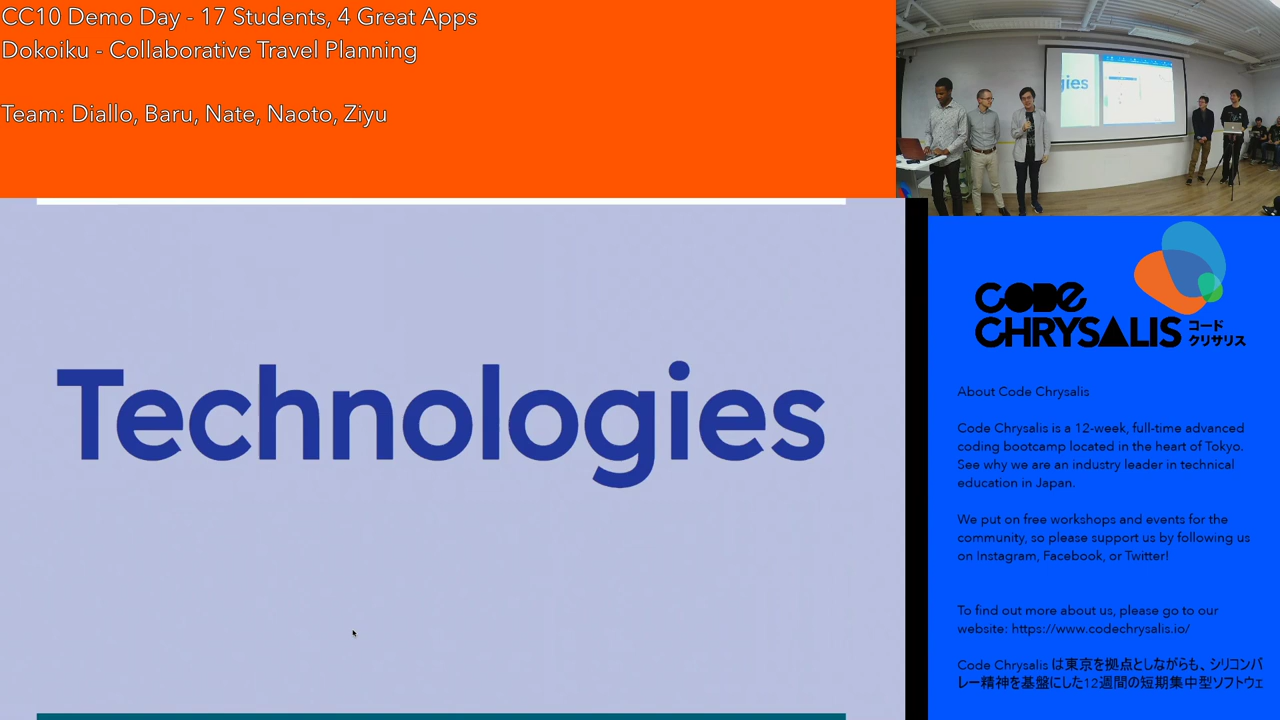 CC10 Demo Day - 17 Students, 4 Great Apps
Dokoiku - Collaborative Travel Planning
Team: Diallo, Baru, Nate, Naoto, Ziyu
gies
Technologies
CODE
CHRYSALIS コード
クリサリス
About Code Chrysalis
Code Chrysalis is a 12-week, full-time advanced
coding bootcamp located in the heart of Tokyo.
See why we are an industry leader in technical
education in Japan.
We put on free workshops and events for the
community, so please support us by following us
on Instagram, Facebook, or Twitter!
To find out more about us, please go to our
website: https://www.codechrysalis.io/
Code Chrysalis は東京を拠点としながらも、シリコンバ
レー精神を基盤にした12週間の短期集中型ソフトウェ